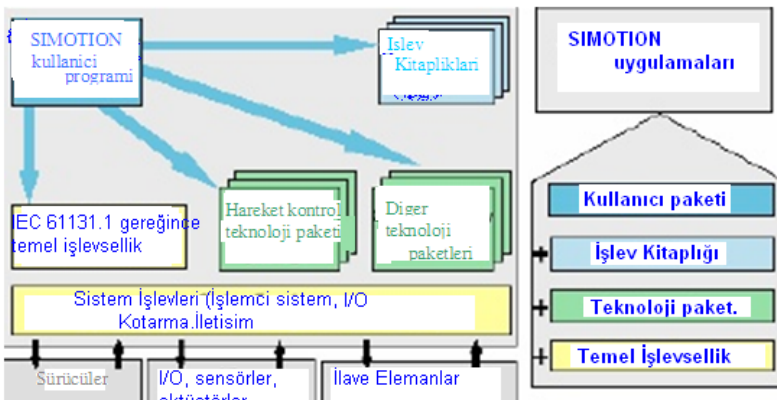 SIMOTION
kullanici
programi
Islev
Kitapliklari
IEC 61131.1 gereğince
temel işlevsellik
Hareket kontrol
teknoloji paketi
Diger
teknoloji
paketleri
Sistem İşlevleri (İşlemci sistem, I/O
Kotarma.İletisim
Sürücüler
I/O, sensörler,
aktüatörler
İlave Elemanlar
SIMOTION
uygulamaları
Kullanıcı paketi
+ İşlev Kitaplığı
+ Teknoloji paket.
+ Temel İşlevsellik